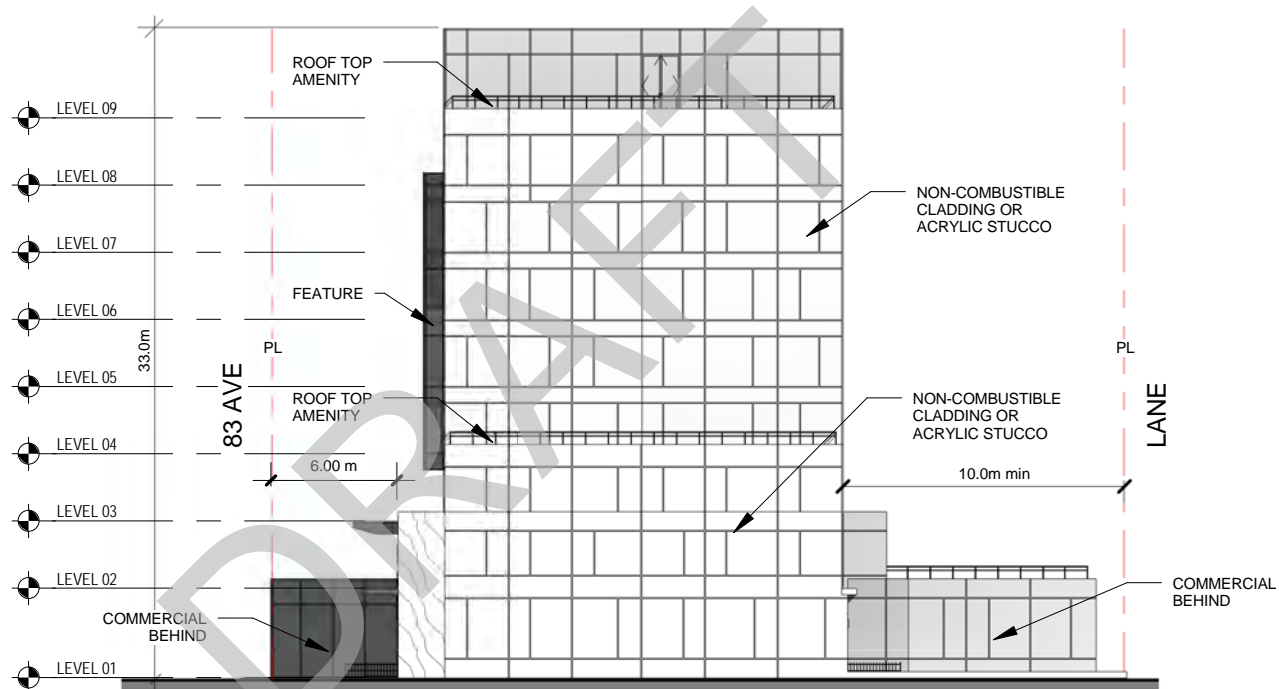 ROOF TOP
AMENITY
LEVEL 09
LEVEL 08
NON-COMBUSTIBLE
CLADDING OR
ACRYLIC STUCCO
LEVEL 07
FEATURE
LEVEL 06
33.0m
PL
PL
LEVEL 05
83 AVE
ROOF TOP
AMENITY
NON-COMBUSTIBLE
CLADDING OR
ACRYLIC STUCCO
LANE
LEVEL 04
6.00 m
10.0m min
LEVEL 03
LEVEL 02
COMMERCIAL
BEHIND
COMMERCIAL
BEHIND
LEVEL 01
DRAFT